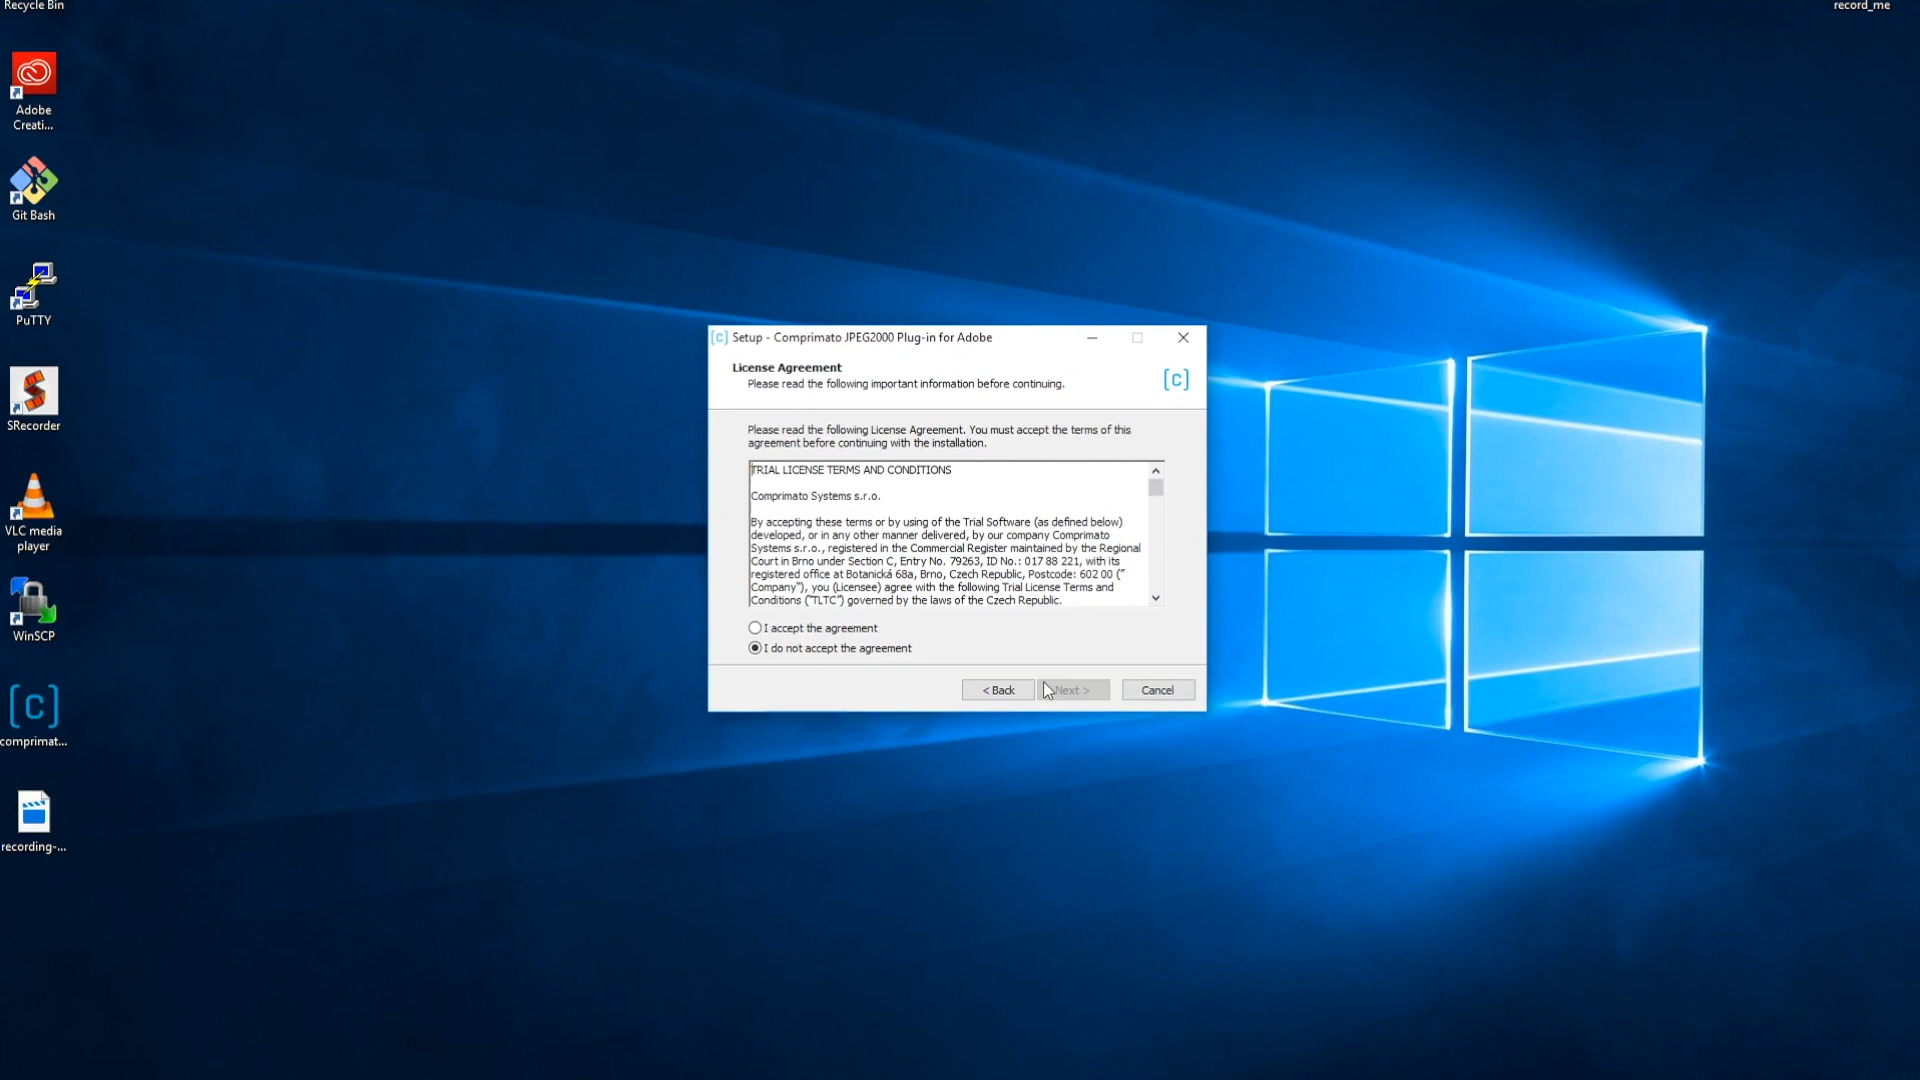 Recycle Bin
record_me
Adobe
Creati...
Git Bash
PuTTY
SRecorder
VLC media
player
WinSCP
comprimat...
recording-...
[c] Setup - Comprimato JPEG2000 Plug-in for Adobe
License Agreement
Please read the following important information before continuing.
[c]
Please read the following License Agreement. You must accept the terms of this
agreement before continuing with the installation.
TRIAL LICENSE TERMS AND CONDITIONS
Comprimato Systems s.r.o.
By accepting these terms or by using of the Trial Software (as defined below)
developed, or in any other manner delivered, by our company Comprimato
Systems s.r.o., registered in the Commercial Register maintained by the Regional
Court in Brno under Section C, Entry No. 79263, ID No.: 017 88 221, with its
registered office at Botanická 68a, Brno, Czech Republic, Postcode: 602 00 ("
Company"), you (Licensee) agree with the following Trial License Terms and
Conditions ("TLTC") governed by the laws of the Czech Republic.
I accept the agreement
I do not accept the agreement
< Back
Next >
Cancel
[c]